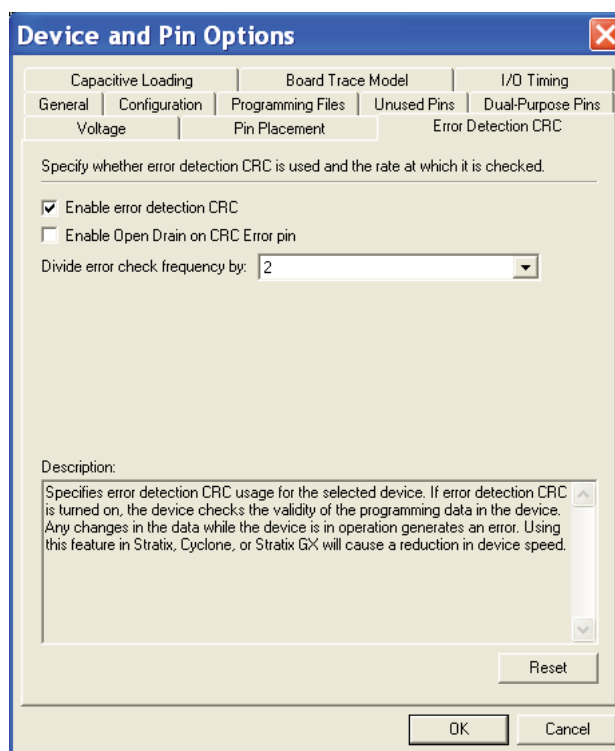 Device and Pin Options
Capacitive Loading Board Trace Model I/O Timing
General Configuration Programming Files Unused Pins Dual-Purpose Pins
Voltage Pin Placement Error Detection CRC
Specify whether error detection CRC is used and the rate at which it is checked.
Enable error detection CRC
Enable Open Drain on CRC Error pin
Divide error check frequency by: 2
Description:
Specifies error detection CRC usage for the selected device. If error detection CRC
is turned on, the device checks the validity of the programming data in the device.
Any changes in the data while the device is in operation generates an error. Using
this feature in Stratix, Cyclone, or Stratix GX will cause a reduction in device speed.
Reset
OK Cancel